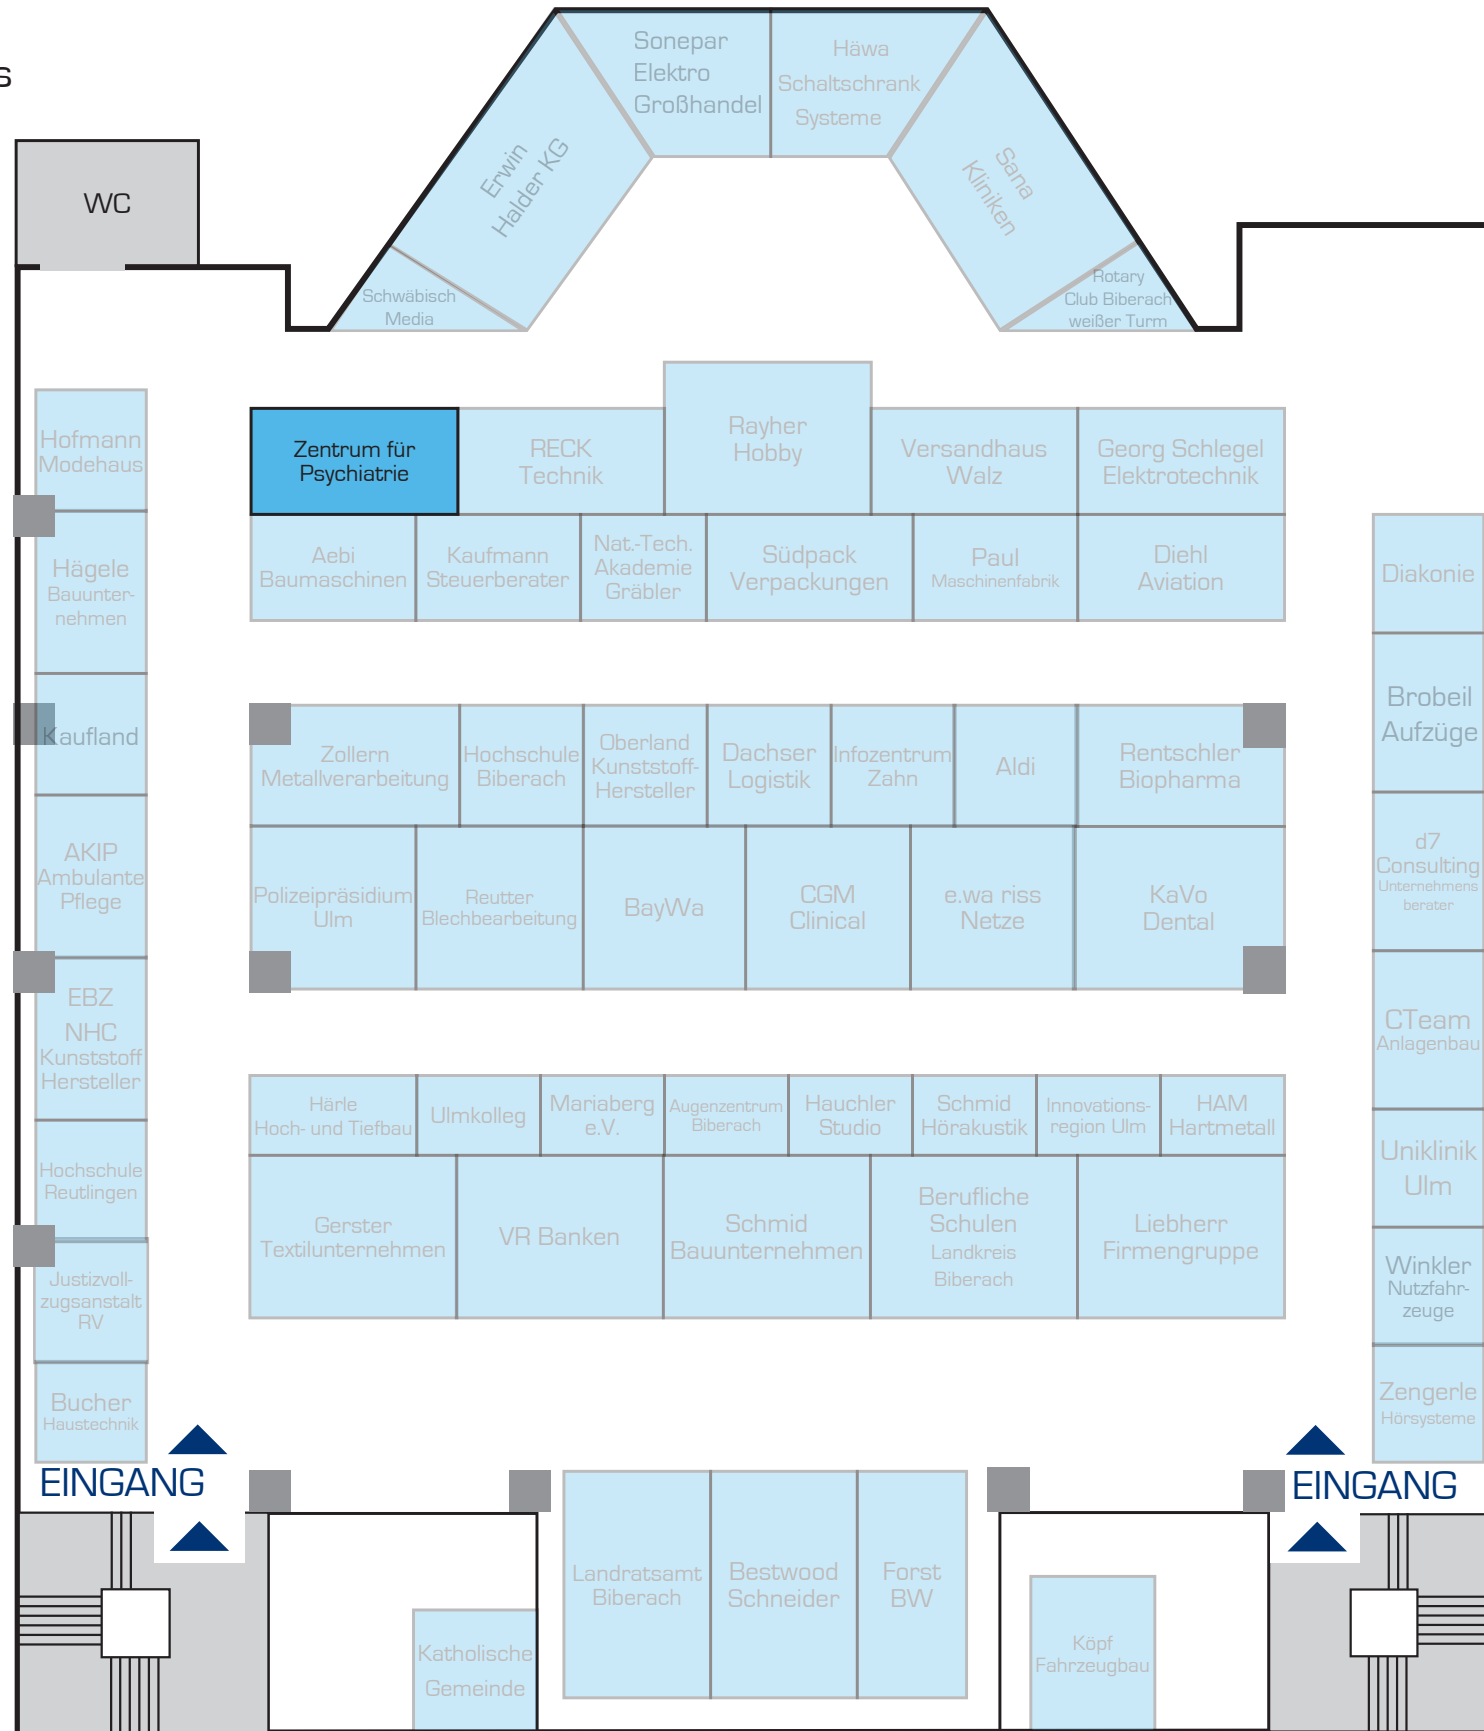 s
Sonepar
Elektro
Großhandel
Häwa
Schaltschrank
Systeme
Erwin
Halder KG
Sana
Kliniken
WC
Schwäbisch
Media
Rotary
Club Biberach
weißer Turm
Hofmann
Modehaus
Zentrum für
Psychiatrie
RECK
Technik
Rayher
Hobby
Versandhaus
Walz
Georg Schlegel
Elektrotechnik
Hägele
Bauunter-
nehmen
Aebi
Baumaschinen
Kaufmann
Steuerberater
Nat.-Tech.
Akademie
Gräbler
Südpack
Verpackungen
Paul
Maschinenfabrik
Diehl
Aviation
Diakonie
Kaufland
Zollern
Metallverarbeitung
Hochschule
Biberach
Oberland
Kunststoff-
Hersteller
Dachser
Logistik
Infozentrum
Zahn
Aldi
Rentschler
Biopharma
Brobeil
Aufzüge
AKIP
Ambulante
Pflege
Polizeipräsidium
Ulm
Reutter
Blechbearbeitung
BayWa
CGM
Clinical
e.wa riss
Netze
KaVo
Dental
d7
Consulting
Unternehmens
berater
EBZ
NHC
Kunststoff
Hersteller
CTeam
Anlagenbau
Härle
Hoch- und Tiefbau
Ulmkolleg
Mariaberg
e.V.
Augenzentrum
Biberach
Hauchler
Studio
Schmid
Hörakustik
Innovations-
region Ulm
HAM
Hartmetall
Hochschule
Reutlingen
Uniklinik
Ulm
Gerster
Textilunternehmen
VR Banken
Schmid
Bauunternehmen
Berufliche
Schulen
Landkreis
Biberach
Liebherr
Firmengruppe
Justizvoll-
zugsanstalt
RV
Winkler
Nutzfahr-
zeuge
Bucher
Haustechnik
Zengerle
Hörsysteme
EINGANG
EINGANG
Landratsamt
Biberach
Bestwood
Schneider
Forst
BW
Katholische
Gemeinde
Köpf
Fahrzeugbau